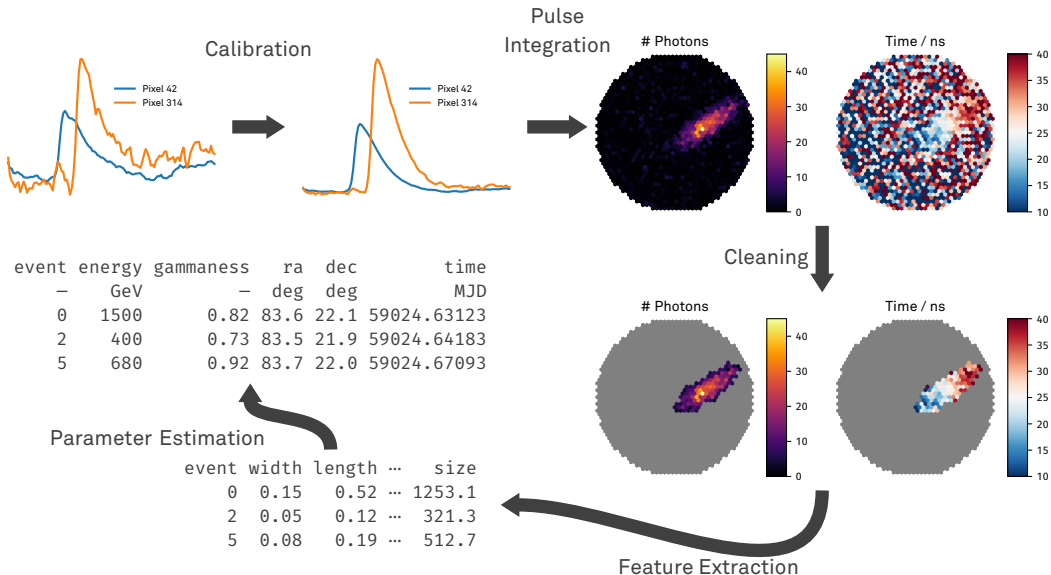 Pulse
Integration
Calibration
Pixel 42
Pixel 314
Pixel 42
Pixel 314
# Photons
40
30
20
10
0
Time / ns
40
35
30
25
20
15
10
Cleaning
event energy gammaness ra dec time
— GeV — deg deg MJD
0 1500 0.82 83.6 22.1 59024.63123
2 400 0.73 83.5 21.9 59024.64183
5 680 0.92 83.7 22.0 59024.67093
# Photons
40
30
20
10
0
Time / ns
40
35
30
25
20
15
10
Parameter Estimation
event width length ⋯ size
0 0.15 0.52 ⋯ 1253.1
2 0.05 0.12 ⋯ 321.3
5 0.08 0.19 ⋯ 512.7
Feature Extraction